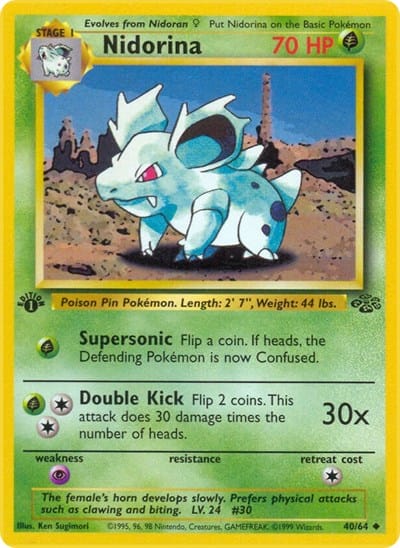 STAGE 1
Evolves from Nidoran ♀ Put Nidorina on the Basic Pokémon
Nidorina 70 HP
EDITION
1
Poison Pin Pokémon. Length: 2' 7", Weight: 44 lbs.
Supersonic Flip a coin. If heads, the
Defending Pokémon is now Confused.
Double Kick Flip 2 coins. This
attack does 30 damage times the
number of heads.
30x
weakness resistance retreat cost
The female's horn develops slowly. Prefers physical attacks
such as clawing and biting. LV. 24 #30
Illus. Ken Sugimori ©1995, 96, 98 Nintendo, Creatures, GAMEFREAK. ©1999 Wizards. 40/64